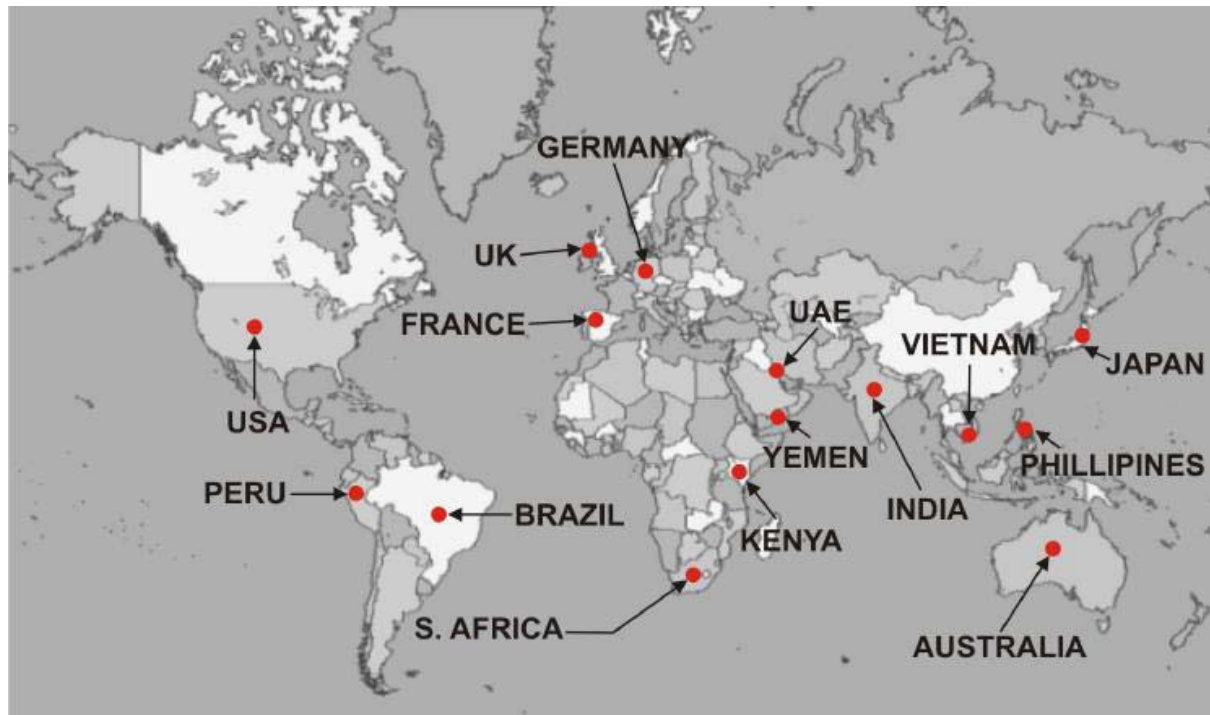 GERMANY
UK
FRANCE
UAE
VIETNAM
JAPAN
USA
YEMEN
PHILLIPINES
PERU
BRAZIL
INDIA
KENYA
S. AFRICA
AUSTRALIA